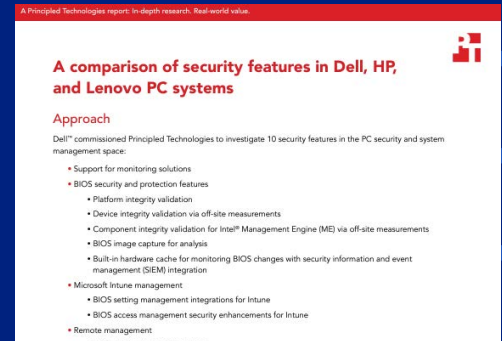 A Principled Technologies report: In-depth research. Real-world value.
A comparison of security features in Dell, HP,
and Lenovo PC systems
Approach
Dell™ commissioned Principled Technologies to investigate 10 security features in the PC security and system
management space:
• Support for monitoring solutions
• BIOS security and protection features
• Platform integrity validation
• Device integrity validation via off-site measurements
• Component integrity validation for Intel® Management Engine (ME) via off-site measurements
• BIOS image capture for analysis
• Built-in hardware cache for monitoring BIOS changes with security information and event
management (SIEM) integration
• Microsoft Intune management
• BIOS setting management integrations for Intune
• BIOS access management security enhancements for Intune
• Remote management